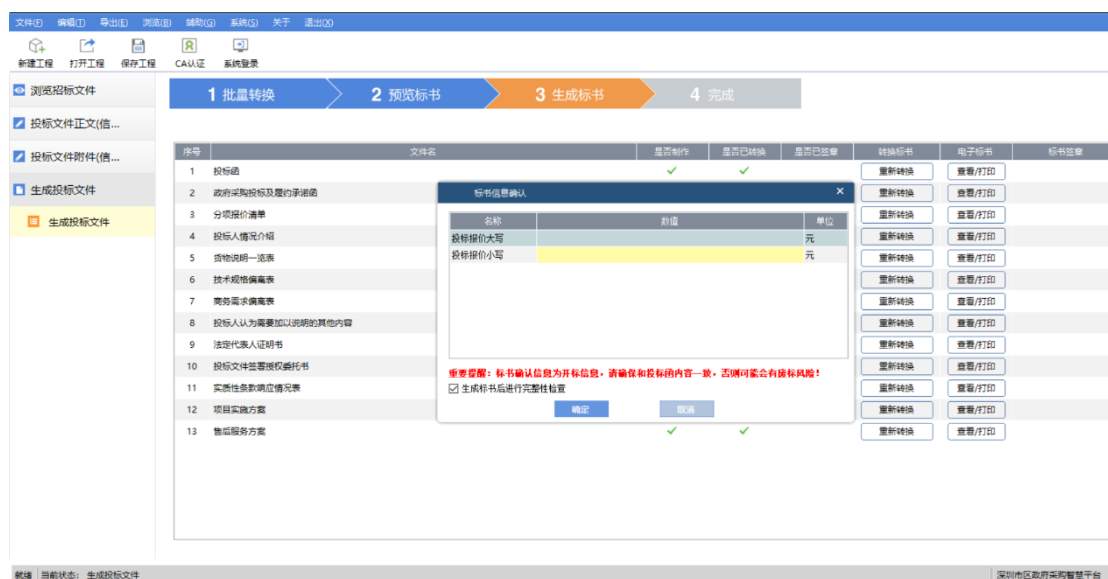 文件(F) 编辑(T) 导出(E) 浏览(B) 辅助(G) 系统(S) 关于 退出(X)
新建工程 打开工程 保存工程 CA认证 系统登录
浏览招标文件
投标文件正文(信...
投标文件附件(信...
生成投标文件
生成投标文件
1 批量转换 2 预览标书 3 生成标书 4 完成
序号 文件名 是否制作 是否已转换 是否已签章 转换标书 电子标书 标书签章
1 投标函 重新转换 查看/打印
2 政府采购投标及履约承诺函 重新转换 查看/打印
3 分项报价清单 重新转换 查看/打印
4 投标人情况介绍 重新转换 查看/打印
5 货物说明一览表 重新转换 查看/打印
6 技术规格偏离表 重新转换 查看/打印
7 商务需求偏离表 重新转换 查看/打印
8 投标人认为需要加以说明的其他内容 重新转换 查看/打印
9 法定代表人证明书 重新转换 查看/打印
10 投标文件签署授权委托书 重新转换 查看/打印
11 实质性条款响应情况表 重新转换 查看/打印
12 项目实施方案 重新转换 查看/打印
13 售后服务方案 重新转换 查看/打印
标书信息确认
名称 数值 单位
投标报价大写 元
投标报价小写 元
重要提醒：标书确认信息为开标信息，请确保和投标函内容一致，否则可能会有废标风险！
生成标书后进行完整性检查
确定 取消
就绪 当前状态： 生成投标文件 深圳市区政府采购智慧平台